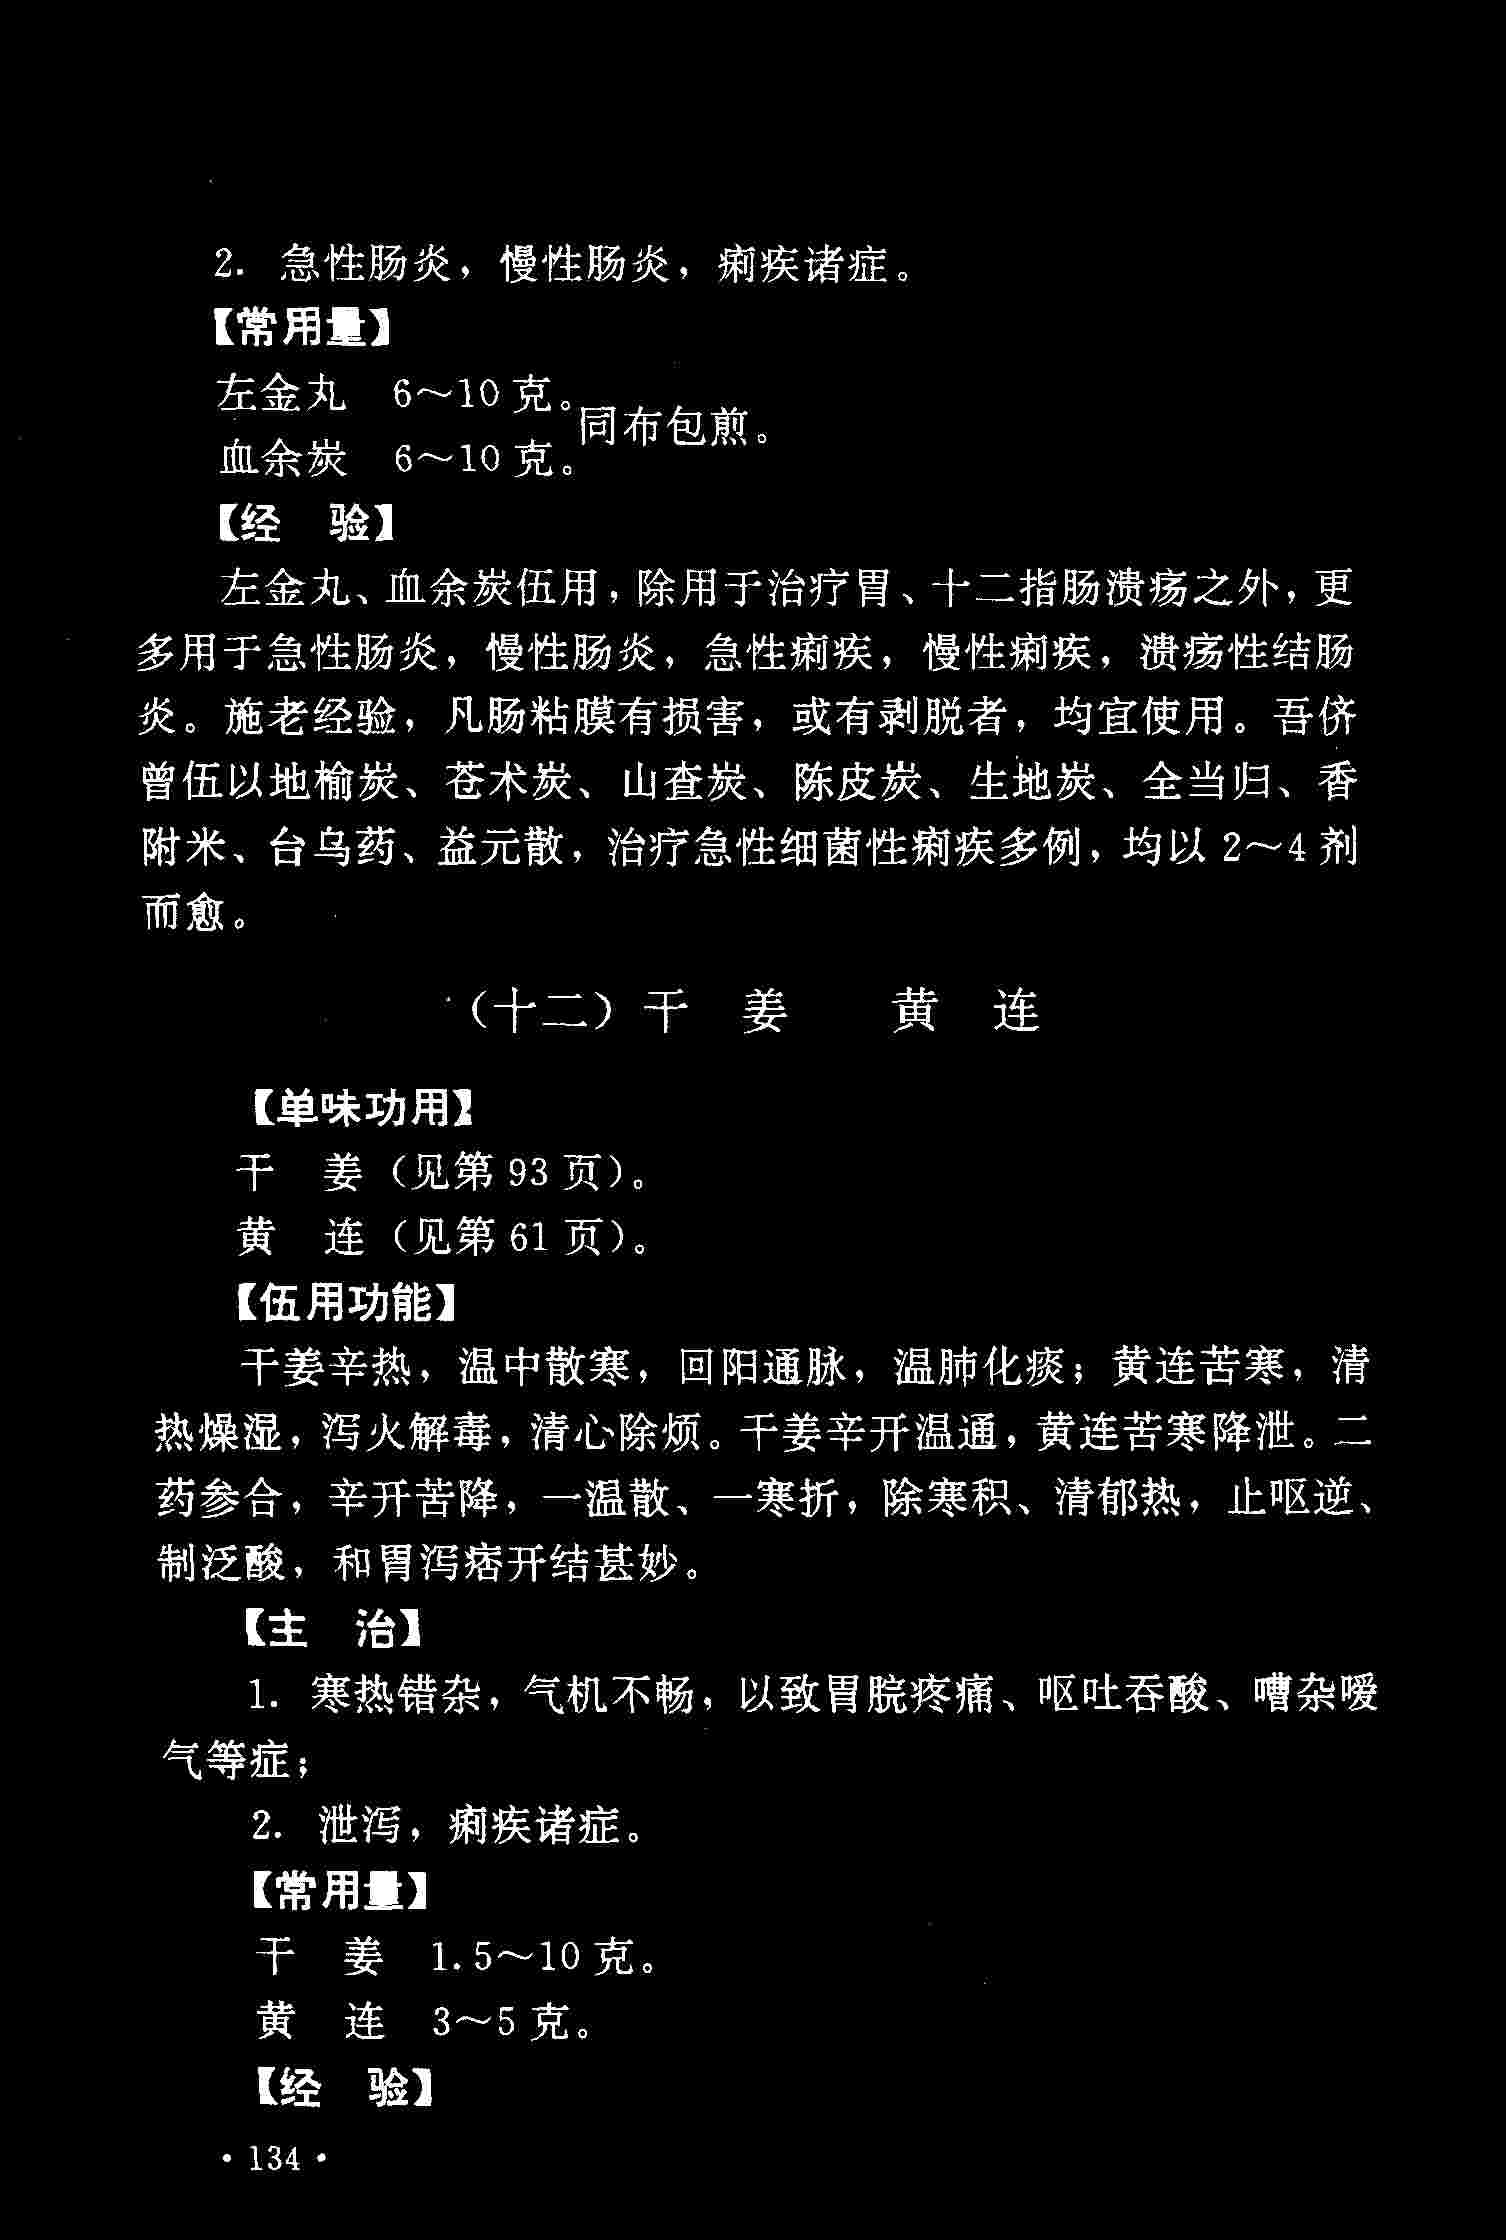 2. 急性肠炎，慢性肠炎，痢疾诸症。
【常用量】
左金丸 6～10 克。
同布包煎。
血余炭 6～10 克。
【经 验】
左金丸、血余炭伍用，除用于治疗胃、十二指肠溃疡之外，更
多用于急性肠炎，慢性肠炎，急性痢疾，慢性痢疾，溃疡性结肠
炎。施老经验，凡肠粘膜有损害，或有剥脱者，均宜使用。吾侪
曾伍以地榆炭、苍术炭、山查炭、陈皮炭、生地炭、全当归、香
附米、台乌药、益元散，治疗急性细菌性痢疾多例，均以 2～4 剂
而愈。
（十二）干 姜 黄 连
【单味功用】
干 姜（见第 93 页）。
黄 连（见第 61 页）。
【伍用功能】
干姜辛热，温中散寒，回阳通脉，温肺化痰；黄连苦寒，清
热燥湿，泻火解毒，清心除烦。干姜辛开温通，黄连苦寒降泄。二
药参合，辛开苦降，一温散、一寒折，除寒积、清郁热，止呕逆、
制泛酸，和胃泻痞开结甚妙。
【主 治】
1. 寒热错杂，气机不畅，以致胃脘疼痛、呕吐吞酸、嘈杂嗳
气等症；
2. 泄泻，痢疾诸症。
【常用量】
干 姜 1.5～10 克。
黄 连 3～5 克。
【经 验】
· 134 ·